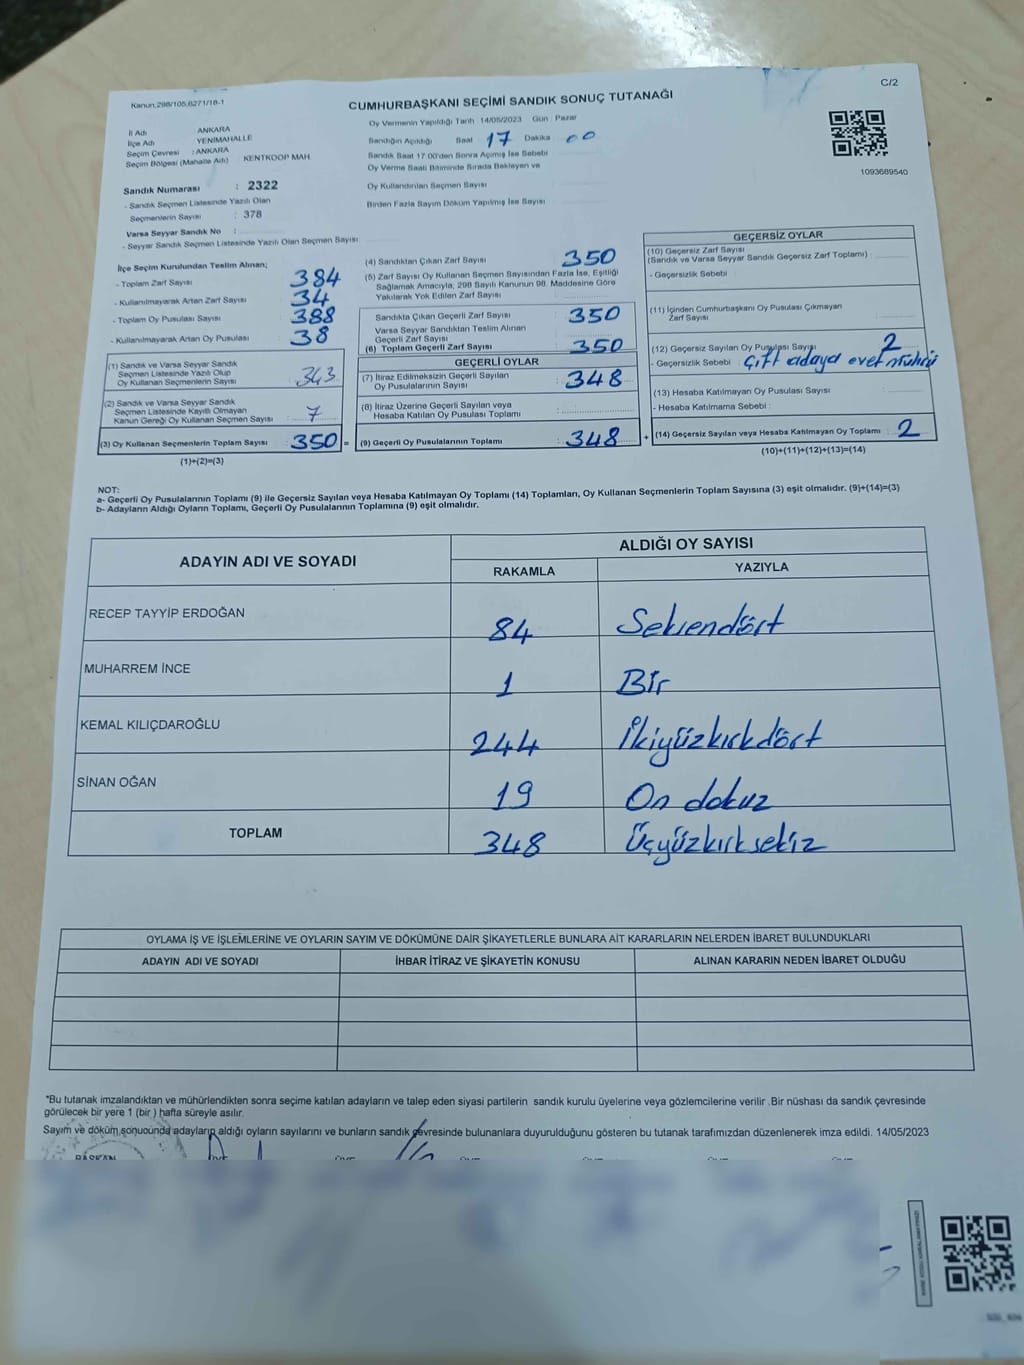 Kanun;298/105,6271/18-1
CUMHURBAŞKANI SEÇİMİ SANDIK SONUÇ TUTANAĞI
C/2
İl Adı ANKARA
İlçe Adı YENİMAHALLE
Seçim Çevresi : ANKARA
Seçim Bölgesi (Mahalle Adı) KENTKOOP MAH.
Sandık Numarası : 2322
- Sandık Seçmen Listesinde Yazılı Olan
Seçmenlerin Sayısı : 378
Varsa Seyyar Sandık No :
- Seyyar Sandık Seçmen Listesinde Yazılı Olan Seçmen Sayısı
Oy Vermenin Yapıldığı Tarih 14/05/2023 Gün : Pazar
Sandığın Açıldığı Saat : 17 Dakika : 00
Sandık Saat 17:00'den Sonra Açılmış İse Sebebi
Oy Verme Saati Bitiminde Sırada Bekleyen ve
Oy Kullandırılan Seçmen Sayısı
Birden Fazla Sayım Döküm Yapılmış İse Sayısı
1093689540
İlçe Seçim Kurulundan Teslim Alınan;
- Toplam Zarf Sayısı : 384
- Kullanılmayarak Artan Zarf Sayısı : 34
- Toplam Oy Pusulası Sayısı : 388
- Kullanılmayarak Artan Oy Pusulası : 38
(1) Sandık ve Varsa Seyyar Sandık
Seçmen Listesinde Yazılı Olup
Oy Kullanan Seçmenlerin Sayısı : 343
(2) Sandık ve Varsa Seyyar Sandık
Seçmen Listesinde Kayıtlı Olmayan
Kanun Gereği Oy Kullanan Seçmen Sayısı : 7
(3) Oy Kullanan Seçmenlerin Toplam Sayısı : 350 =
(1)+(2)=(3)
(4) Sandıktan Çıkan Zarf Sayısı : 350
(5) Zarf Sayısı Oy Kullanan Seçmen Sayısından Fazla İse, Eşitliği
Sağlamak Amacıyla, 298 Sayılı Kanunun 98. Maddesine Göre
Yakılarak Yok Edilen Zarf Sayısı
Sandıkta Çıkan Geçerli Zarf Sayısı : 350
Varsa Seyyar Sandıktan Teslim Alınan
Geçerli Zarf Sayısı
(6) Toplam Geçerli Zarf Sayısı : 350
GEÇERLİ OYLAR
(7) İtiraz Edilmeksizin Geçerli Sayılan
Oy Pusulalarının Sayısı : 348
(8) İtiraz Üzerine Geçerli Sayılan veya
Hesaba Katılan Oy Pusulası Toplamı
(9) Geçerli Oy Pusulalarının Toplamı : 348 +
GEÇERSİZ OYLAR
(10) Geçersiz Zarf Sayısı
(Sandık ve Varsa Seyyar Sandık Geçersiz Zarf Toplamı)
- Geçersizlik Sebebi :
(11) İçinden Cumhurbaşkanı Oy Pusulası Çıkmayan
Zarf Sayısı
(12) Geçersiz Sayılan Oy Pusulası Sayısı 2
- Geçersizlik Sebebi : Çift adaya evet mührü
(13) Hesaba Katılmayan Oy Pusulası Sayısı
- Hesaba Katılmama Sebebi :
(14) Geçersiz Sayılan veya Hesaba Katılmayan Oy Toplamı : 2
(10)+(11)+(12)+(13)=(14)
NOT:
a- Geçerli Oy Pusulalarının Toplamı (9) ile Geçersiz Sayılan veya Hesaba Katılmayan Oy Toplamı (14) Toplamları, Oy Kullanan Seçmenlerin Toplam Sayısına (3) eşit olmalıdır. (9)+(14)=(3)
b- Adayların Aldığı Oyların Toplamı, Geçerli Oy Pusulalarının Toplamına (9) eşit olmalıdır.
ADAYIN ADI VE SOYADI ALDIĞI OY SAYISI
RAKAMLA YAZIYLA
RECEP TAYYİP ERDOĞAN 84 Seksendört
MUHARREM İNCE 1 Bir
KEMAL KILIÇDAROĞLU 244 İkiyüzkırkdört
SİNAN OĞAN 19 On dokuz
TOPLAM 348 Üçyüzkırksekiz
OYLAMA İŞ VE İŞLEMLERİNE VE OYLARIN SAYIM VE DÖKÜMÜNE DAİR ŞİKAYETLERLE BUNLARA AİT KARARLARIN NELERDEN İBARET BULUNDUKLARI
ADAYIN ADI VE SOYADI İHBAR İTİRAZ VE ŞİKAYETİN KONUSU ALINAN KARARIN NEDEN İBARET OLDUĞU
*Bu tutanak imzalandıktan ve mühürlendikten sonra seçime katılan adayların ve talep eden siyasi partilerin sandık kurulu üyelerine veya gözlemcilerine verilir .Bir nüshası da sandık çevresinde
görülecek bir yere 1 (bir ) hafta süreyle asılır.
Sayım ve döküm sonucunda adayların aldığı oyların sayılarını ve bunların sandık çevresinde bulunanlara duyurulduğunu gösteren bu tutanak tarafımızdan düzenlenerek imza edildi. 14/05/2023
BAŞKAN